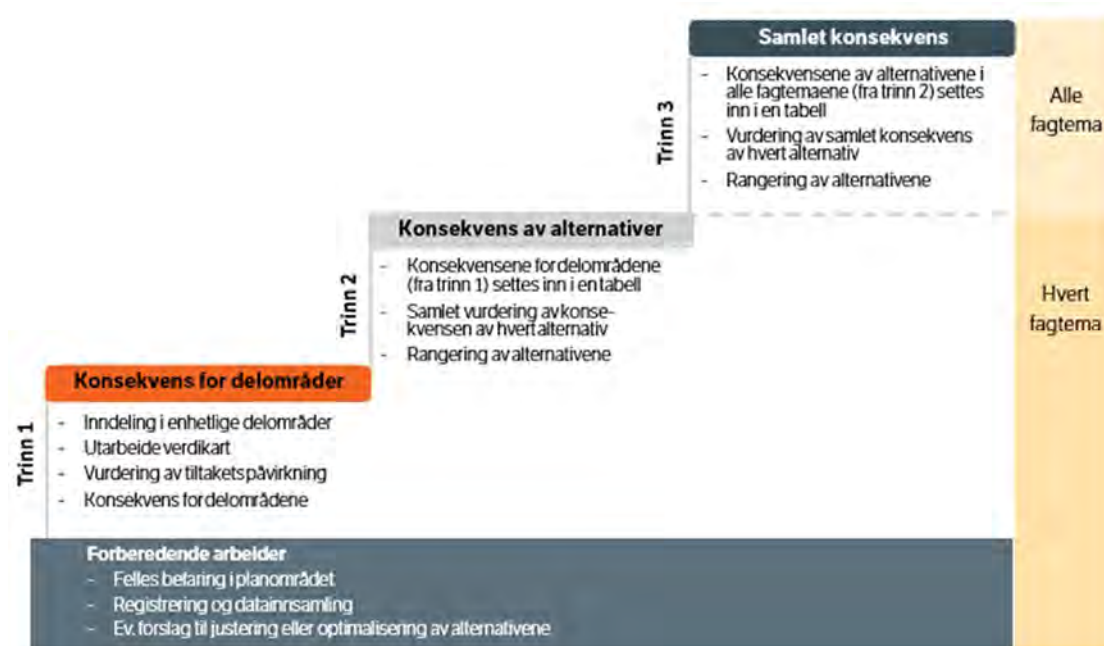 Samlet konsekvens
- Konsekvensene av alternativene i
alle fagtemaene (fra trinn 2) settes
inn i en tabell
- Vurdering av samlet konsekvens
av hvert alternativ
- Rangering av alternativene
Trinn 3
Alle
fagtema
Konsekvens av alternativer
- Konsekvensene for delområdene
(fra trinn 1) settes inn i en tabell
- Samlet vurdering av konse-
kvensen av hvert alternativ
- Rangering av alternativene
Trinn 2
Hvert
fagtema
Konsekvens for delområder
- Inndeling i enhetlige delområder
- Utarbeide verdikart
- Vurdering av tiltakets påvirkning
- Konsekvens for delområdene
Trinn 1
Forberedende arbeider
- Felles befaring i planområdet
- Registrering og datainnsamling
- Ev. forslag til justering eller optimalisering av alternativene